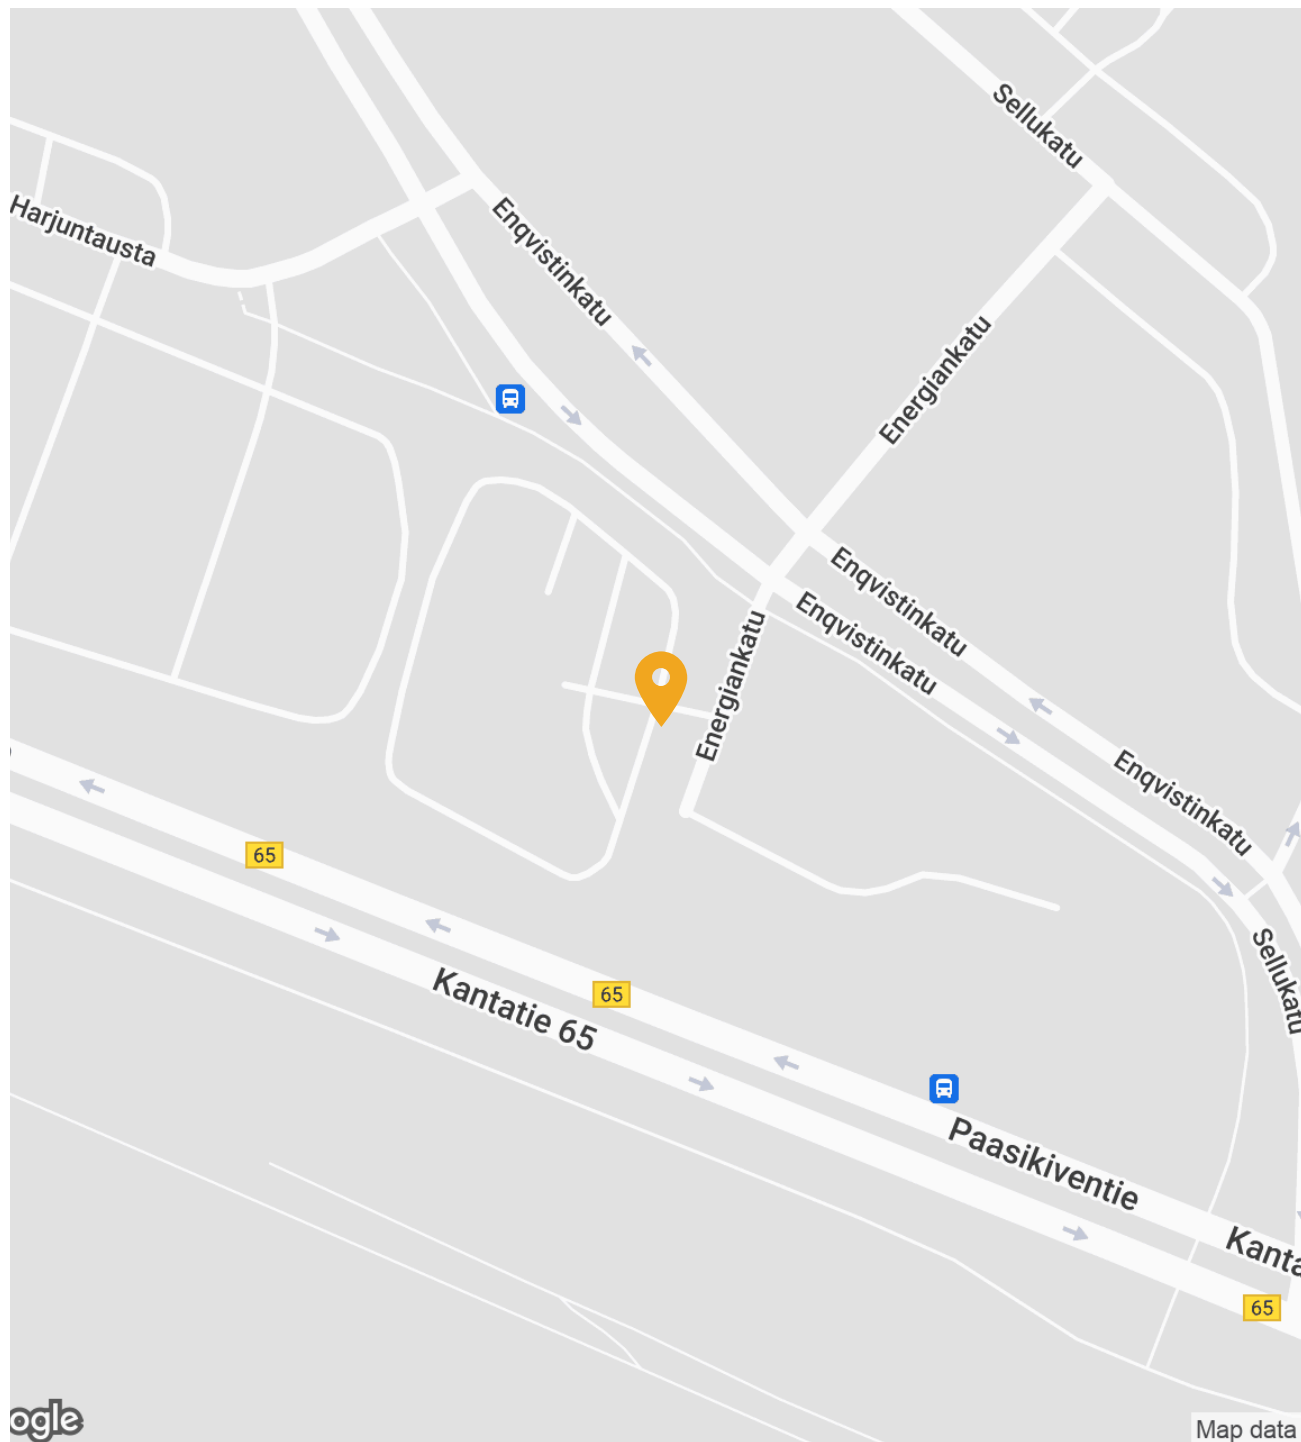 Sellukatu
Harjuntausta
Enqvistinkatu
Energiankatu
Enqvistinkatu
Enqvistinkatu
Energiankatu
Enqvistinkatu
65
Sellukatu
Kantatie 65
65
Paasikiventie
Kanta
65
ogle
Map data